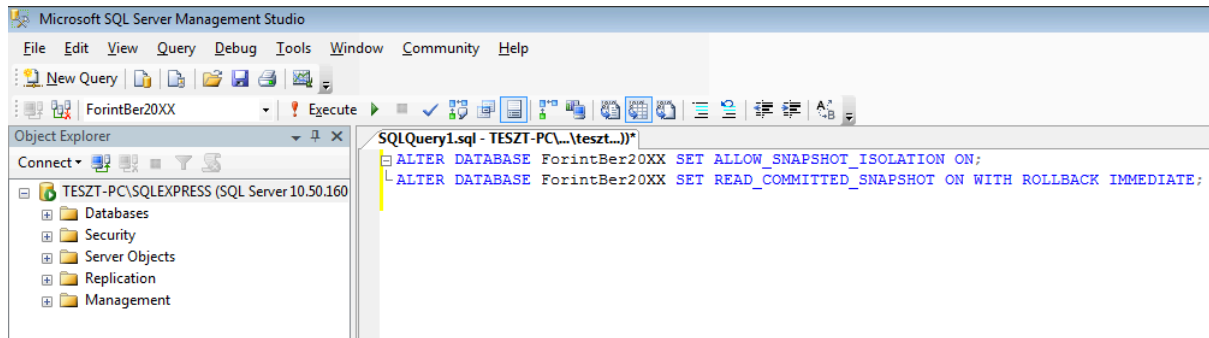 Microsoft SQL Server Management Studio
File Edit View Query Debug Tools Window Community Help
New Query
ForintBer20XX Execute
Object Explorer
Connect
TESZT-PC\SQLEXPRESS (SQL Server 10.50.160
Databases
Security
Server Objects
Replication
Management
SQLQuery1.sql - TESZT-PC\...\teszt...))*
ALTER DATABASE ForintBer20XX SET ALLOW_SNAPSHOT_ISOLATION ON;
ALTER DATABASE ForintBer20XX SET READ_COMMITTED_SNAPSHOT ON WITH ROLLBACK IMMEDIATE;